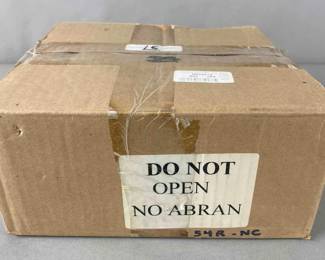 DO NOT
OPEN
NO ABRAN
54R-NC